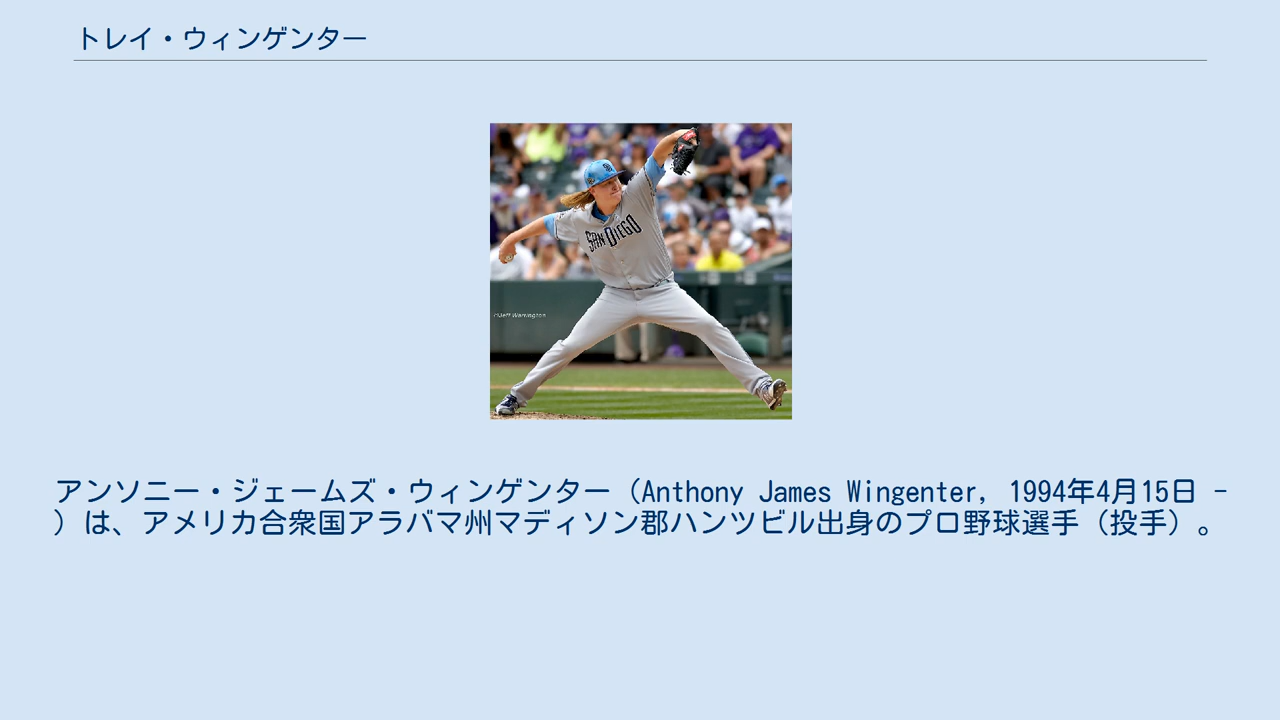 トレイ・ウィンゲンター
SAN DIEGO
©Jeff Warrington
アンソニー・ジェームズ・ウィンゲンター（Anthony James Wingenter, 1994年4月15日 -
）は、アメリカ合衆国アラバマ州マディソン郡ハンツビル出身のプロ野球選手（投手）。